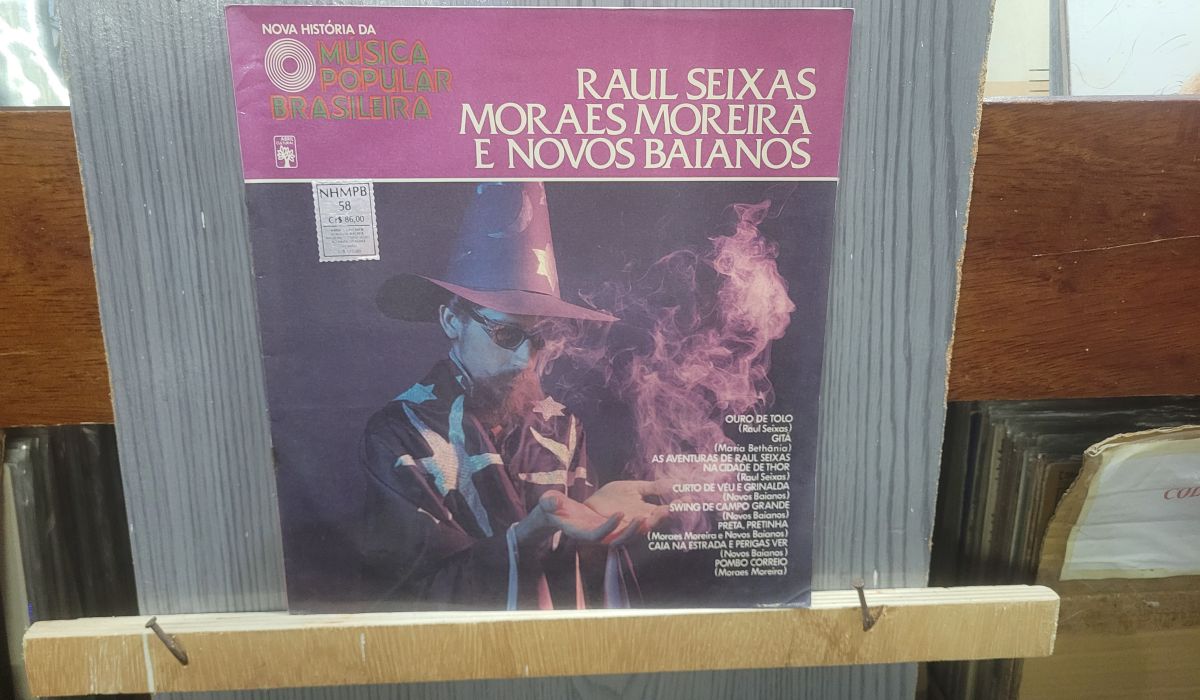 NOVA HISTÓRIA DA
MUSICA
POPULAR
BRASILEIRA
ABRIL
CULTURAL
RAUL SEIXAS
MORAES MOREIRA
E NOVOS BAIANOS
NHMPB
58
Cr$ 86,00
OURO DE TOLO
(Raul Seixas)
GITÁ
(Maria Bethânia)
AS AVENTURAS DE RAUL SEIXAS
NA CIDADE DE THOR
(Raul Seixas)
CURTO DE VÉU E GRINALDA
(Novos Baianos)
SWING DE CAMPO GRANDE
(Novos Baianos)
PRETA, PRETINHA
(Moraes Moreira e Novos Baianos)
CAIA NA ESTRADA E PERIGAS VER
(Novos Baianos)
POMBO CORREIO
(Moraes Moreira)